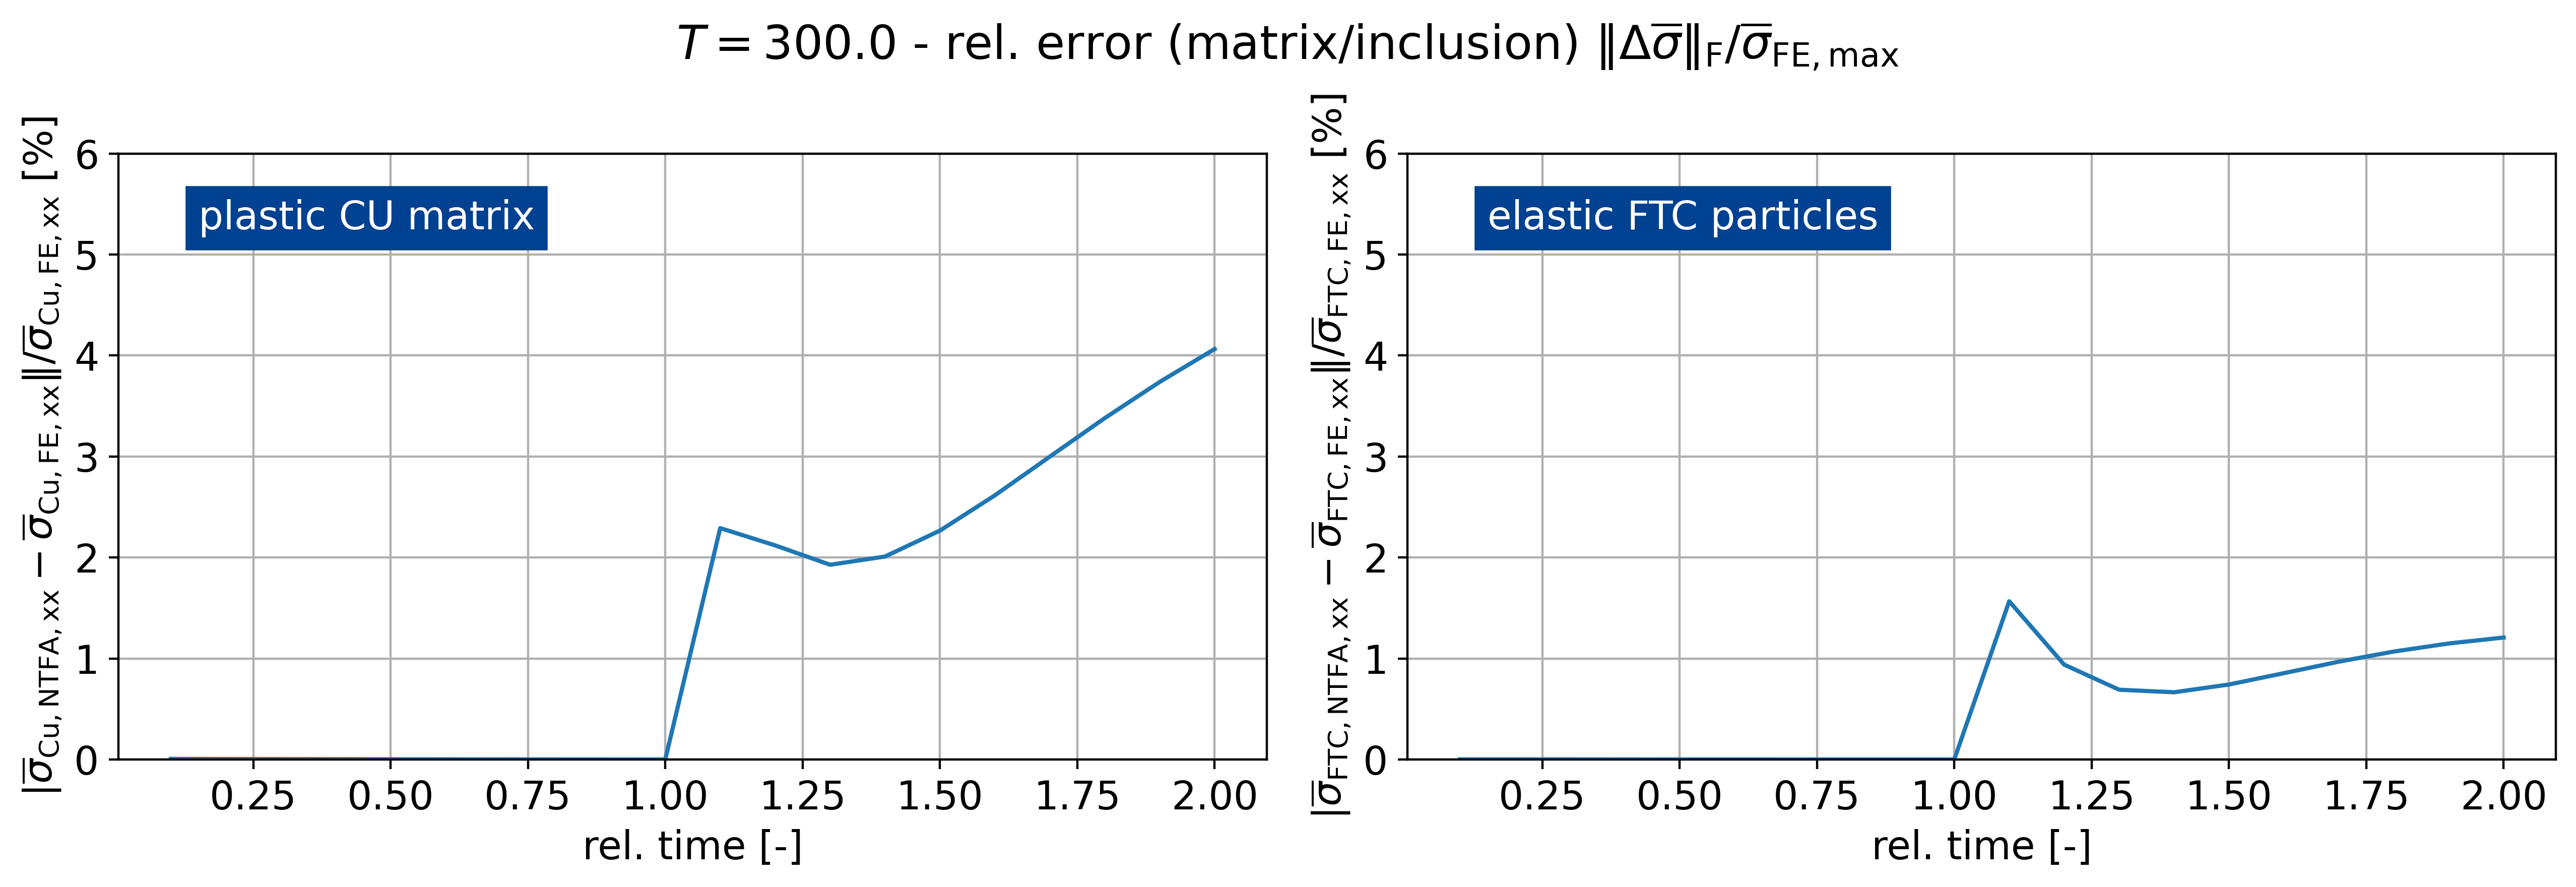 T = 300.0 - rel. error (matrix/inclusion) ‖Δσ̅‖F/σ̅FE, max
|σ̅Cu, NTFA, xx − σ̅Cu, FE, xx‖/σ̅Cu, FE, xx [%]
6
5
4
3
2
1
0
plastic CU matrix
0.25 0.50 0.75 1.00 1.25 1.50 1.75 2.00
rel. time [-]
|σ̅FTC, NTFA, xx − σ̅FTC, FE, xx‖/σ̅FTC, FE, xx [%]
6
5
4
3
2
1
0
elastic FTC particles
0.25 0.50 0.75 1.00 1.25 1.50 1.75 2.00
rel. time [-]